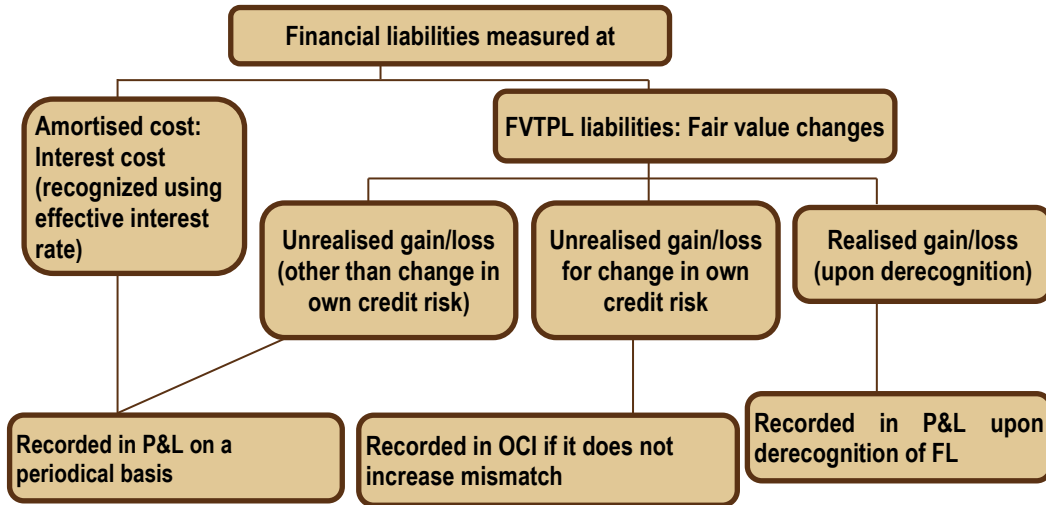 Financial liabilities measured at
Amortised cost:
Interest cost
(recognized using
effective interest
rate)
FVTPL liabilities: Fair value changes
Unrealised gain/loss
(other than change in
own credit risk)
Unrealised gain/loss
for change in own
credit risk
Realised gain/loss
(upon derecognition)
Recorded in P&L on a
periodical basis
Recorded in OCI if it does not
increase mismatch
Recorded in P&L upon
derecognition of FL